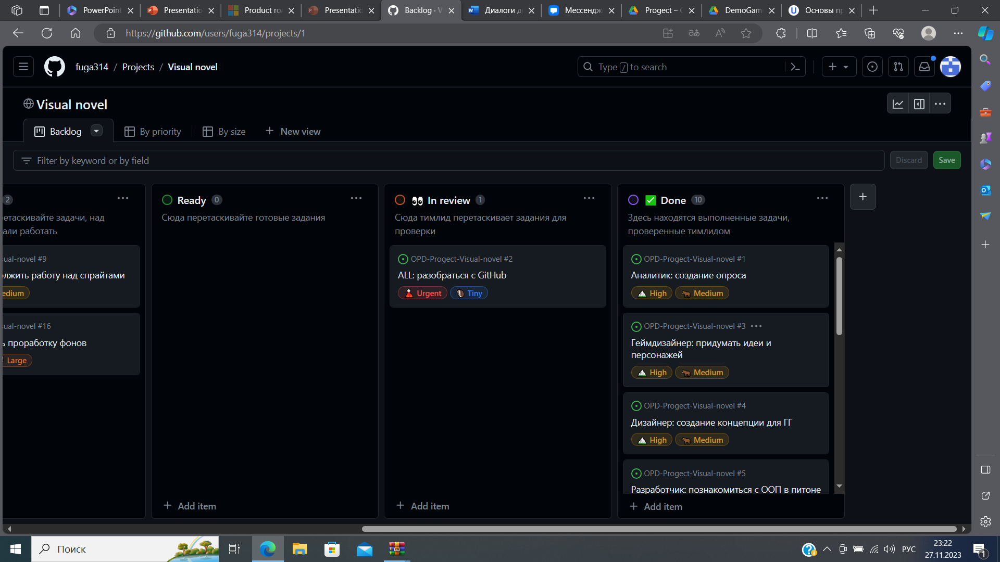 PowerPoint
Presentatio
Product ro
Presentatio
Backlog · V
Диалоги д
Мессендж
Progect – G
DemoGam
Основы пр
https://github.com/users/fuga314/projects/1
fuga314 / Projects / Visual novel
Type / to search
Visual novel
Backlog
By priority
By size
New view
Filter by keyword or by field
Discard
Save
2
етаскивайте задачи, над
али работать
sual-novel #9
лжить работу над спрайтами
edium
sual-novel #16
ь проработку фонов
Large
Ready 0
Сюда перетаскивайте готовые задания
Add item
In review 1
Сюда тимлид перетаскивает задания для
проверки
OPD-Progect-Visual-novel #2
ALL: разобраться с GitHub
Urgent Tiny
Add item
Done 10
Здесь находятся выполненные задачи,
проверенные тимлидом
OPD-Progect-Visual-novel #1
Аналитик: создание опроса
High Medium
OPD-Progect-Visual-novel #3
Геймдизайнер: придумать идеи и
персонажей
High Medium
OPD-Progect-Visual-novel #4
Дизайнер: создание концепции для ГГ
High Medium
OPD-Progect-Visual-novel #5
Разработчик: познакомиться с ООП в питоне
Add item
Поиск
РУС
23:22
27.11.2023
1